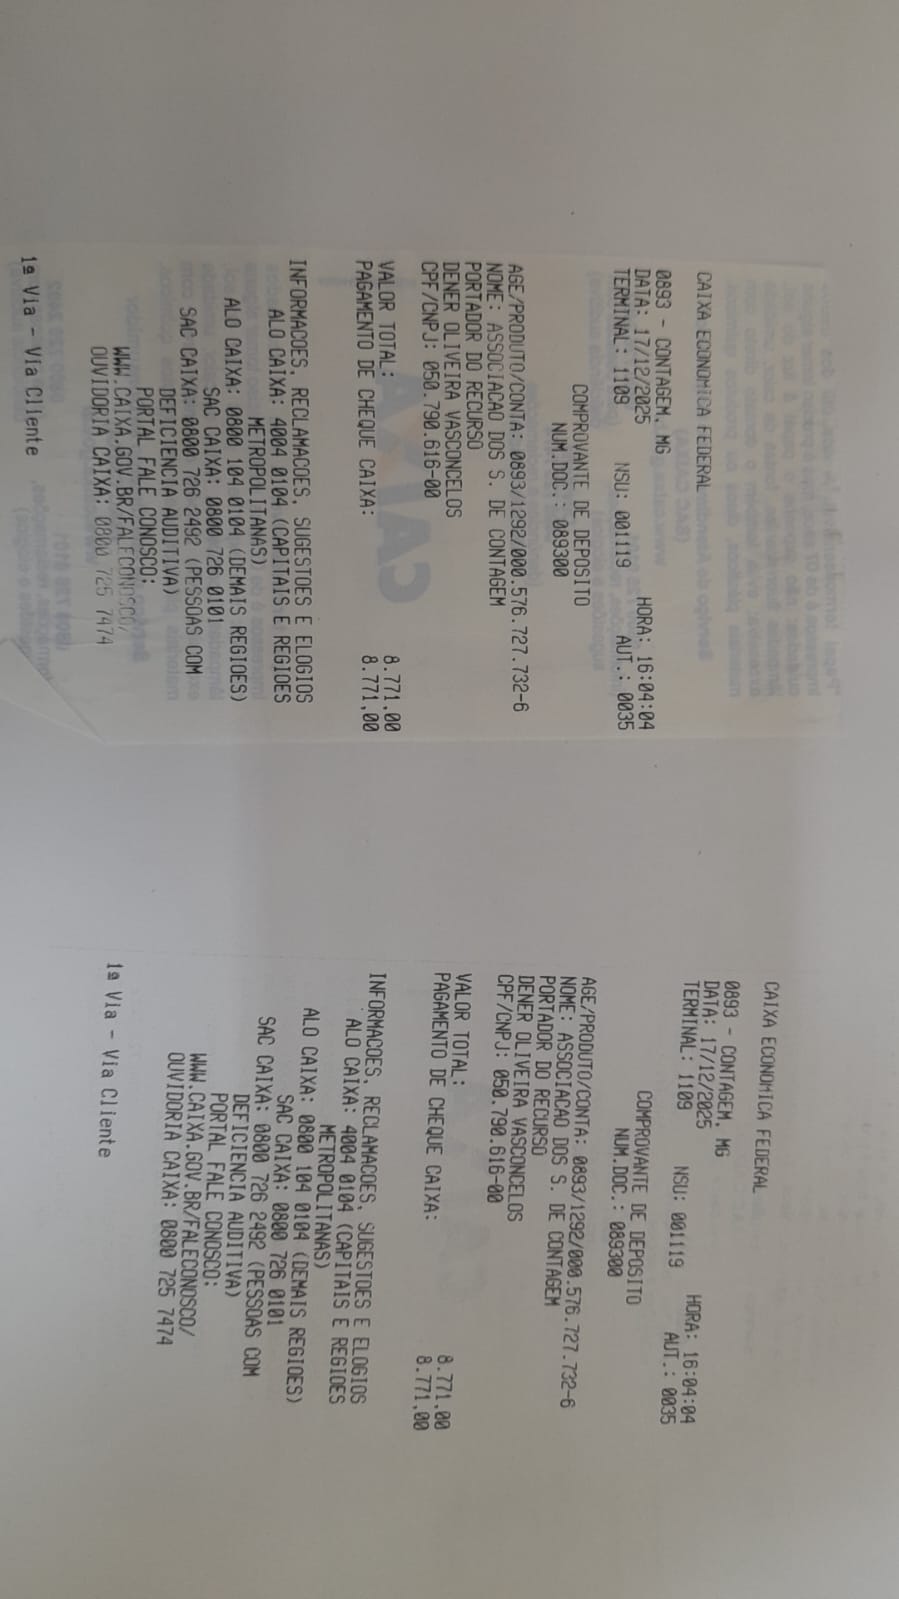 CAIXA ECONOMICA FEDERAL
0893 - CONTAGEM, MG
DATA: 17/12/2025 HORA: 16:04:04
TERMINAL: 1109 NSU: 001119 AUT.: 0035
COMPROVANTE DE DEPOSITO
NUM.DOC.: 089300
AGE/PRODUTO/CONTA: 0893/1292/000.576.727.732-6
NOME: ASSOCIACAO DOS S. DE CONTAGEM
PORTADOR DO RECURSO
DENER OLIVEIRA VASCONCELOS
CPF/CNPJ: 050.790.616-00
VALOR TOTAL: 8.771,00
PAGAMENTO DE CHEQUE CAIXA: 8.771,00
INFORMACOES, RECLAMACOES, SUGESTOES E ELOGIOS
ALO CAIXA: 4004 0104 (CAPITAIS E REGIOES
METROPOLITANAS)
ALO CAIXA: 0800 104 0104 (DEMAIS REGIOES)
SAC CAIXA: 0800 726 0101
SAC CAIXA: 0800 726 2492 (PESSOAS COM
DEFICIENCIA AUDITIVA)
PORTAL FALE CONOSCO:
WWW.CAIXA.GOV.BR/FALECONOSCO/
OUVIDORIA CAIXA: 0800 725 7474
1ª Via - Via Cliente
CAIXA ECONOMICA FEDERAL
0893 - CONTAGEM, MG
DATA: 17/12/2025 HORA: 16:04:04
TERMINAL: 1109 NSU: 001119 AUT.: 0035
COMPROVANTE DE DEPOSITO
NUM.DOC.: 089300
AGE/PRODUTO/CONTA: 0893/1292/000.576.727.732-6
NOME: ASSOCIACAO DOS S. DE CONTAGEM
PORTADOR DO RECURSO
DENER OLIVEIRA VASCONCELOS
CPF/CNPJ: 050.790.616-00
VALOR TOTAL: 8.771,00
PAGAMENTO DE CHEQUE CAIXA: 8.771,00
INFORMACOES, RECLAMACOES, SUGESTOES E ELOGIOS
ALO CAIXA: 4004 0104 (CAPITAIS E REGIOES
METROPOLITANAS)
ALO CAIXA: 0800 104 0104 (DEMAIS REGIOES)
SAC CAIXA: 0800 726 0101
SAC CAIXA: 0800 726 2492 (PESSOAS COM
DEFICIENCIA AUDITIVA)
PORTAL FALE CONOSCO:
WWW.CAIXA.GOV.BR/FALECONOSCO/
OUVIDORIA CAIXA: 0800 725 7474
1ª Via - Via Cliente